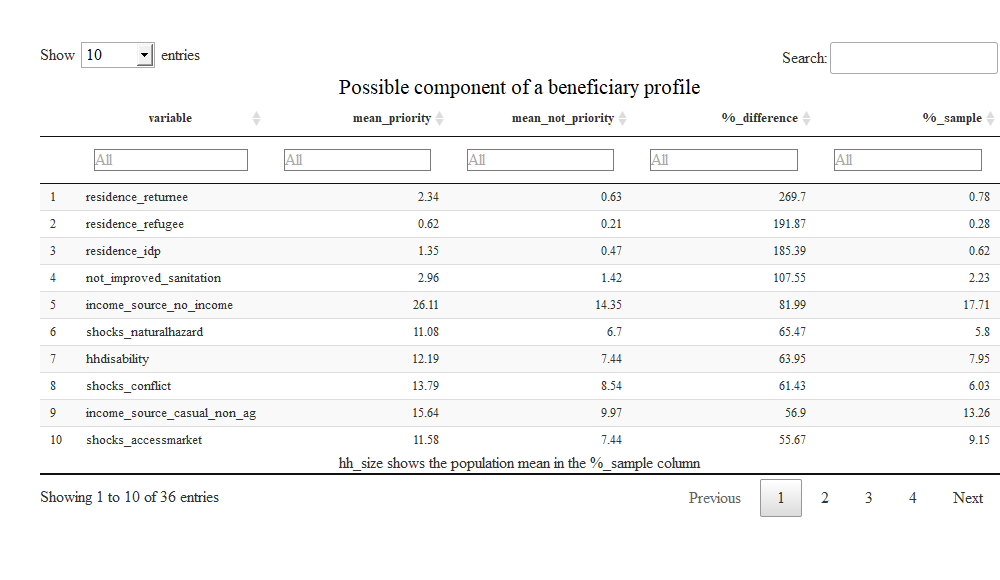 Show 10 entries Search:
Possible component of a beneficiary profile
variable mean_priority mean_not_priority %_difference %_sample
All All All All All
1 residence_returnee 2.34 0.63 269.7 0.78
2 residence_refugee 0.62 0.21 191.87 0.28
3 residence_idp 1.35 0.47 185.39 0.62
4 not_improved_sanitation 2.96 1.42 107.55 2.23
5 income_source_no_income 26.11 14.35 81.99 17.71
6 shocks_naturalhazard 11.08 6.7 65.47 5.8
7 hhdisability 12.19 7.44 63.95 7.95
8 shocks_conflict 13.79 8.54 61.43 6.03
9 income_source_casual_non_ag 15.64 9.97 56.9 13.26
10 shocks_accessmarket 11.58 7.44 55.67 9.15
hh_size shows the population mean in the %_sample column
Showing 1 to 10 of 36 entries Previous 1 2 3 4 Next